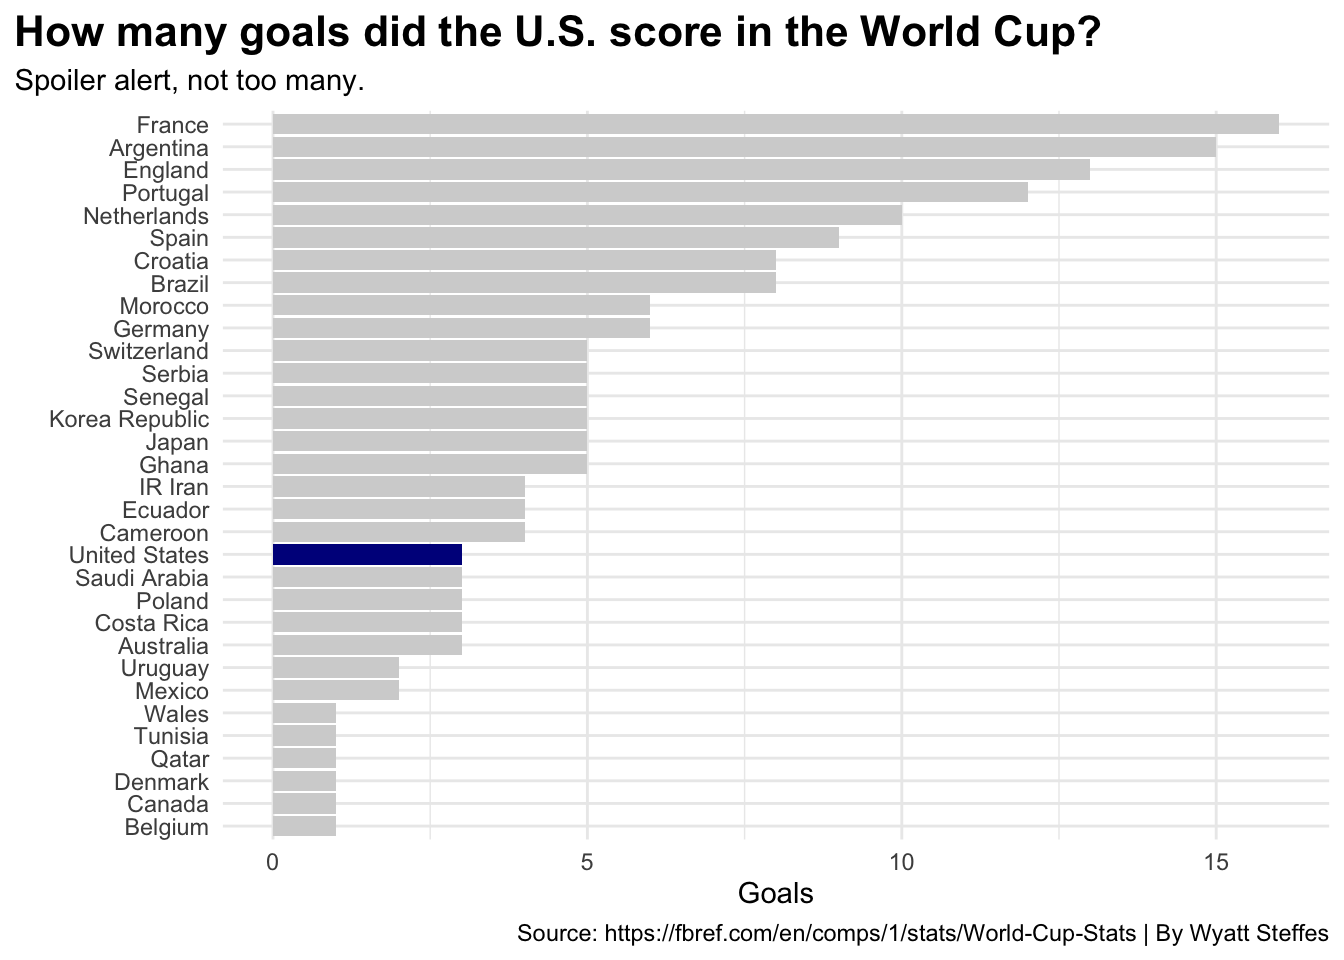 How many goals did the U.S. score in the World Cup?
Spoiler alert, not too many.
France
Argentina
England
Portugal
Netherlands
Spain
Croatia
Brazil
Morocco
Germany
Switzerland
Serbia
Senegal
Korea Republic
Japan
Ghana
IR Iran
Ecuador
Cameroon
United States
Saudi Arabia
Poland
Costa Rica
Australia
Uruguay
Mexico
Wales
Tunisia
Qatar
Denmark
Canada
Belgium
0 5 10 15
Goals
Source: https://fbref.com/en/comps/1/stats/World-Cup-Stats | By Wyatt Steffes